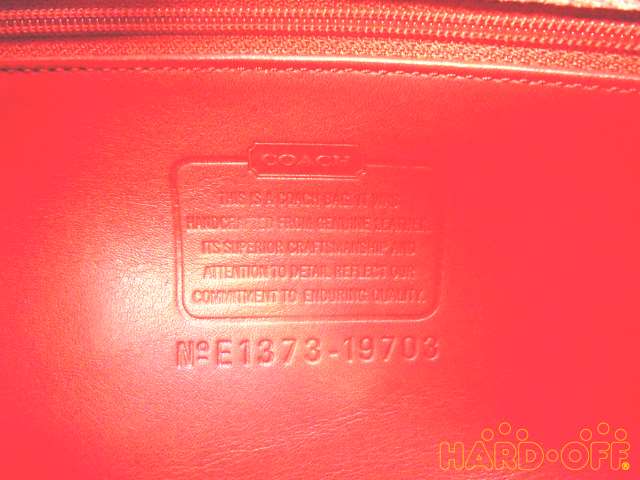 COACH
THIS IS A COACH BAG. IT WAS
HANDCRAFTED FROM GENUINE LEATHER.
ITS SUPERIOR CRAFTSMANSHIP AND
ATTENTION TO DETAIL REFLECT OUR
COMMITMENT TO ENDURING QUALITY.
NºE1373-19703
HARD·OFF